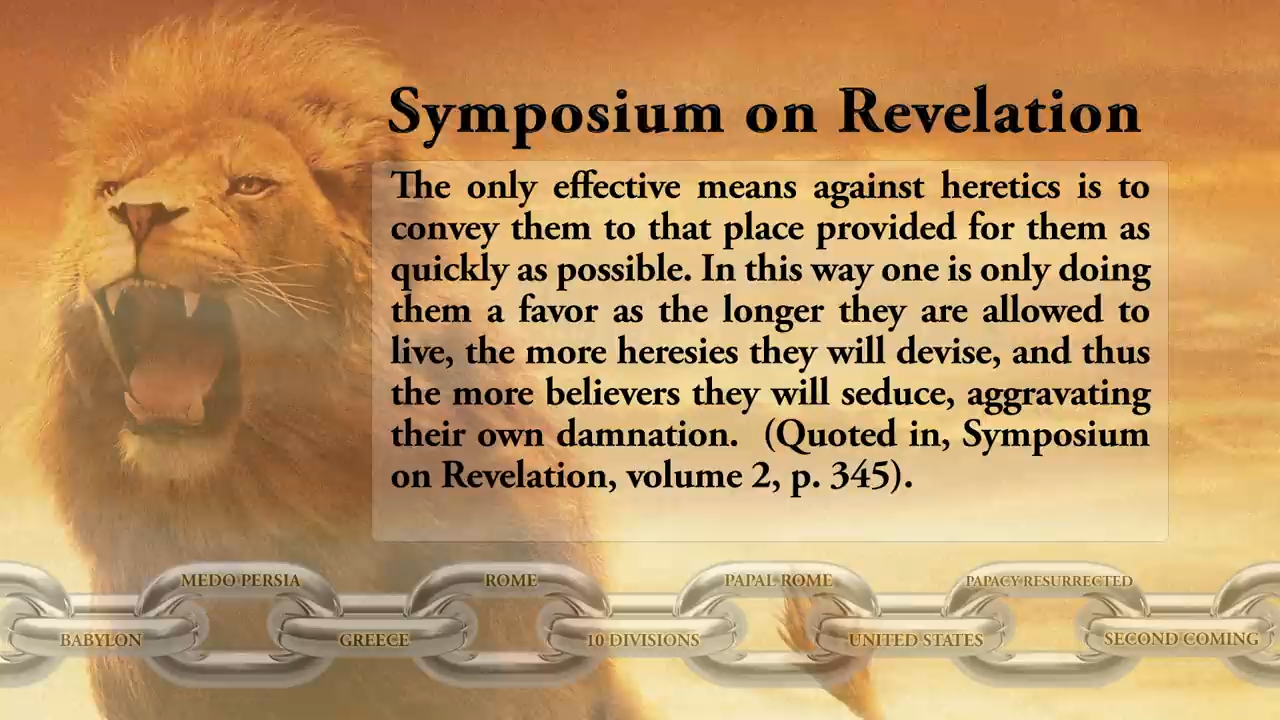 Symposium on Revelation
The only effective means against heretics is to
convey them to that place provided for them as
quickly as possible. In this way one is only doing
them a favor as the longer they are allowed to
live, the more heresies they will devise, and thus
the more believers they will seduce, aggravating
their own damnation.  (Quoted in, Symposium
on Revelation, volume 2, p. 345).
MEDO PERSIA
ROME
PAPAL ROME
PAPACY RESURRECTED
BABYLON
GREECE
10 DIVISIONS
UNITED STATES
SECOND COMING